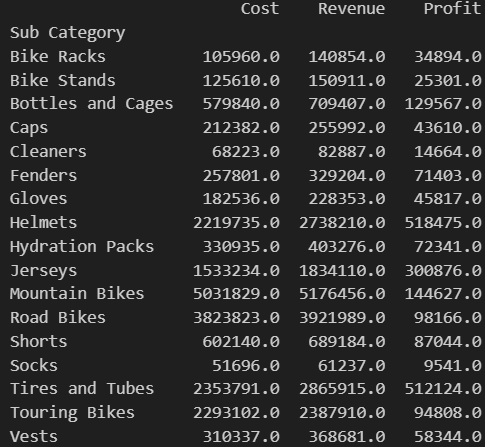 Cost Revenue Profit
Sub Category
Bike Racks 105960.0 140854.0 34894.0
Bike Stands 125610.0 150911.0 25301.0
Bottles and Cages 579840.0 709407.0 129567.0
Caps 212382.0 255992.0 43610.0
Cleaners 68223.0 82887.0 14664.0
Fenders 257801.0 329204.0 71403.0
Gloves 182536.0 228353.0 45817.0
Helmets 2219735.0 2738210.0 518475.0
Hydration Packs 330935.0 403276.0 72341.0
Jerseys 1533234.0 1834110.0 300876.0
Mountain Bikes 5031829.0 5176456.0 144627.0
Road Bikes 3823823.0 3921989.0 98166.0
Shorts 602140.0 689184.0 87044.0
Socks 51696.0 61237.0 9541.0
Tires and Tubes 2353791.0 2865915.0 512124.0
Touring Bikes 2293102.0 2387910.0 94808.0
Vests 310337.0 368681.0 58344.0